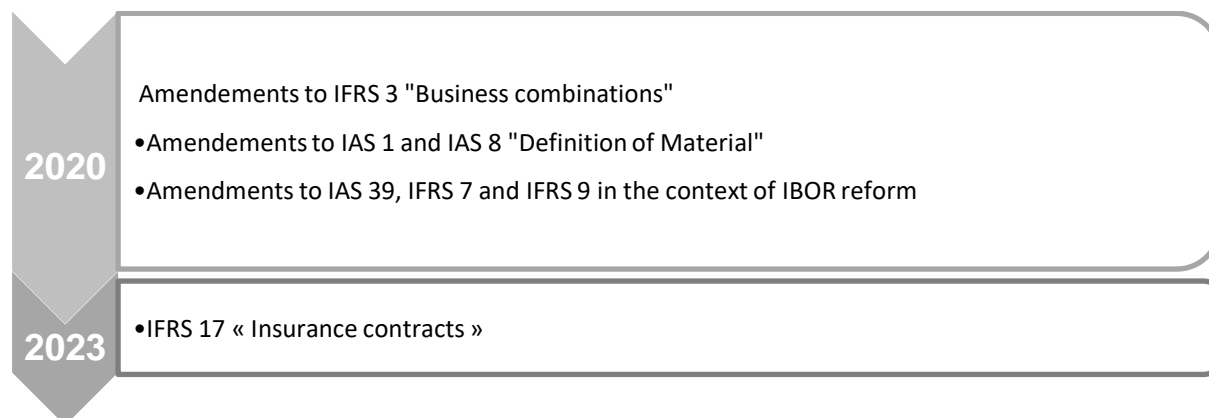 2020
Amendements to IFRS 3 "Business combinations"
•Amendements to IAS 1 and IAS 8 "Definition of Material"
•Amendments to IAS 39, IFRS 7 and IFRS 9 in the context of IBOR reform
2023
•IFRS 17 « Insurance contracts »